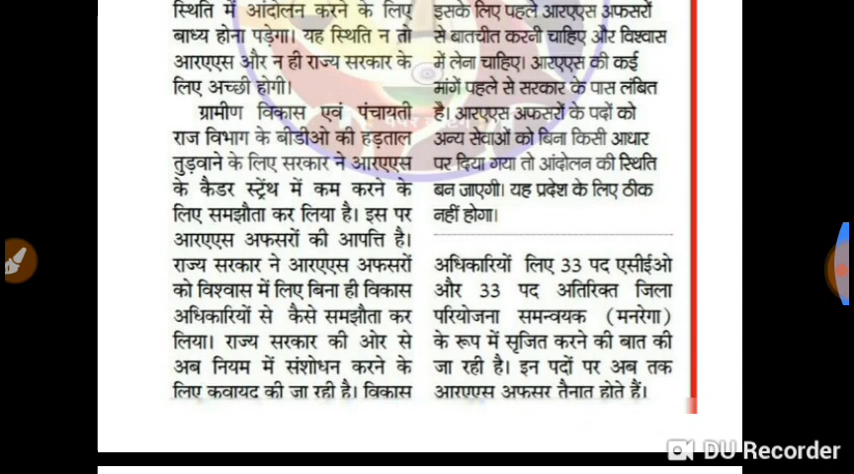 स्थिति में आंदोलन करने के लिए
बाध्य होना पड़ेगा। यह स्थिति न तो
आरएएस और न ही राज्य सरकार के
लिए अच्छी होगी।
ग्रामीण विकास एवं पंचायती
राज विभाग के बीडीओ की हड़ताल
तुड़वाने के लिए सरकार ने आरएएस
के कैडर स्ट्रेंथ में कम करने के
लिए समझौता कर लिया है। इस पर
आरएएस अफसरों की आपत्ति है।
राज्य सरकार ने आरएएस अफसरों
को विश्वास में लिए बिना ही विकास
अधिकारियों से कैसे समझौता कर
लिया। राज्य सरकार की ओर से
अब नियम में संशोधन करने के
लिए कवायद की जा रही है। विकास
इसके लिए पहले आरएएस अफसरों
से बातचीत करनी चाहिए और विश्वास
में लेना चाहिए। आरएएस की कई
मांगें पहले से सरकार के पास लंबित
है। आरएएस अफसरों के पदों को
अन्य सेवाओं को बिना किसी आधार
पर दिया गया तो आंदोलन की स्थिति
बन जाएगी। यह प्रदेश के लिए ठीक
नहीं होगा।
अधिकारियों लिए 33 पद एसीईओ
और 33 पद अतिरिक्त जिला
परियोजना समन्वयक (मनरेगा)
के रूप में सृजित करने की बात की
जा रही है। इन पदों पर अब तक
आरएएस अफसर तैनात होते हैं।
DU Recorder